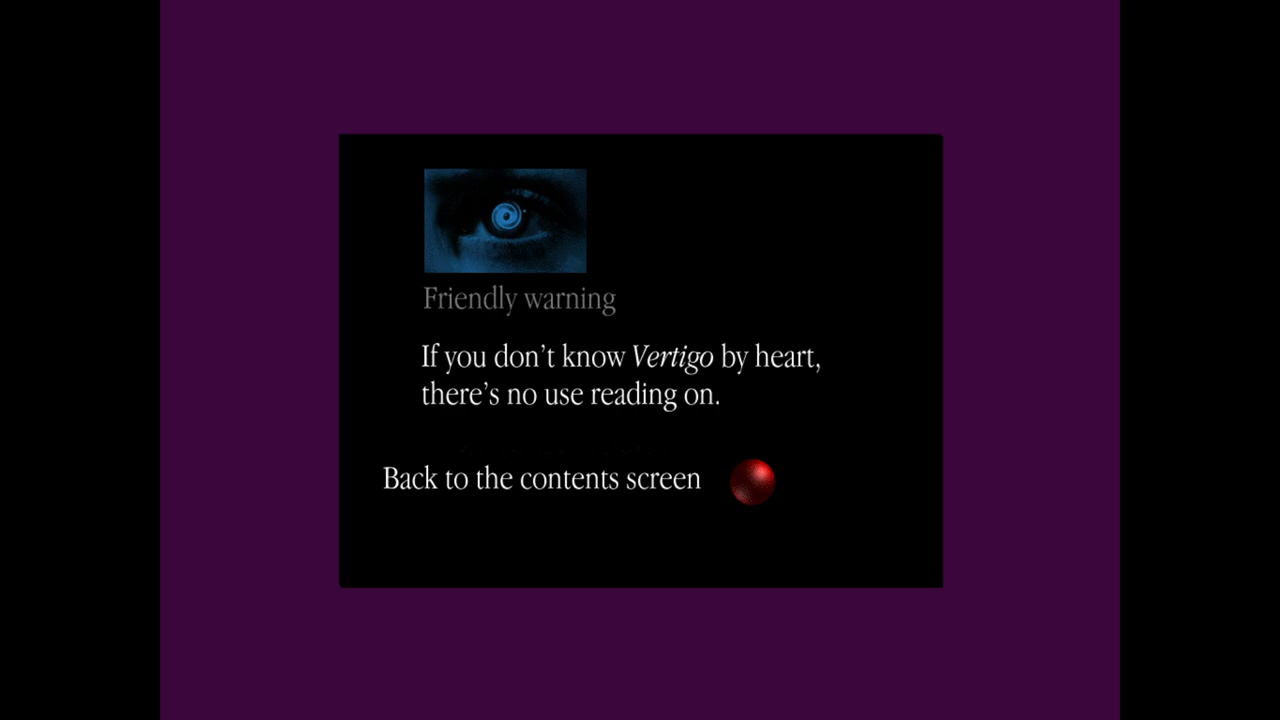 Friendly warning
If you don’t know Vertigo by heart,
there’s no use reading on.
Back to the contents screen